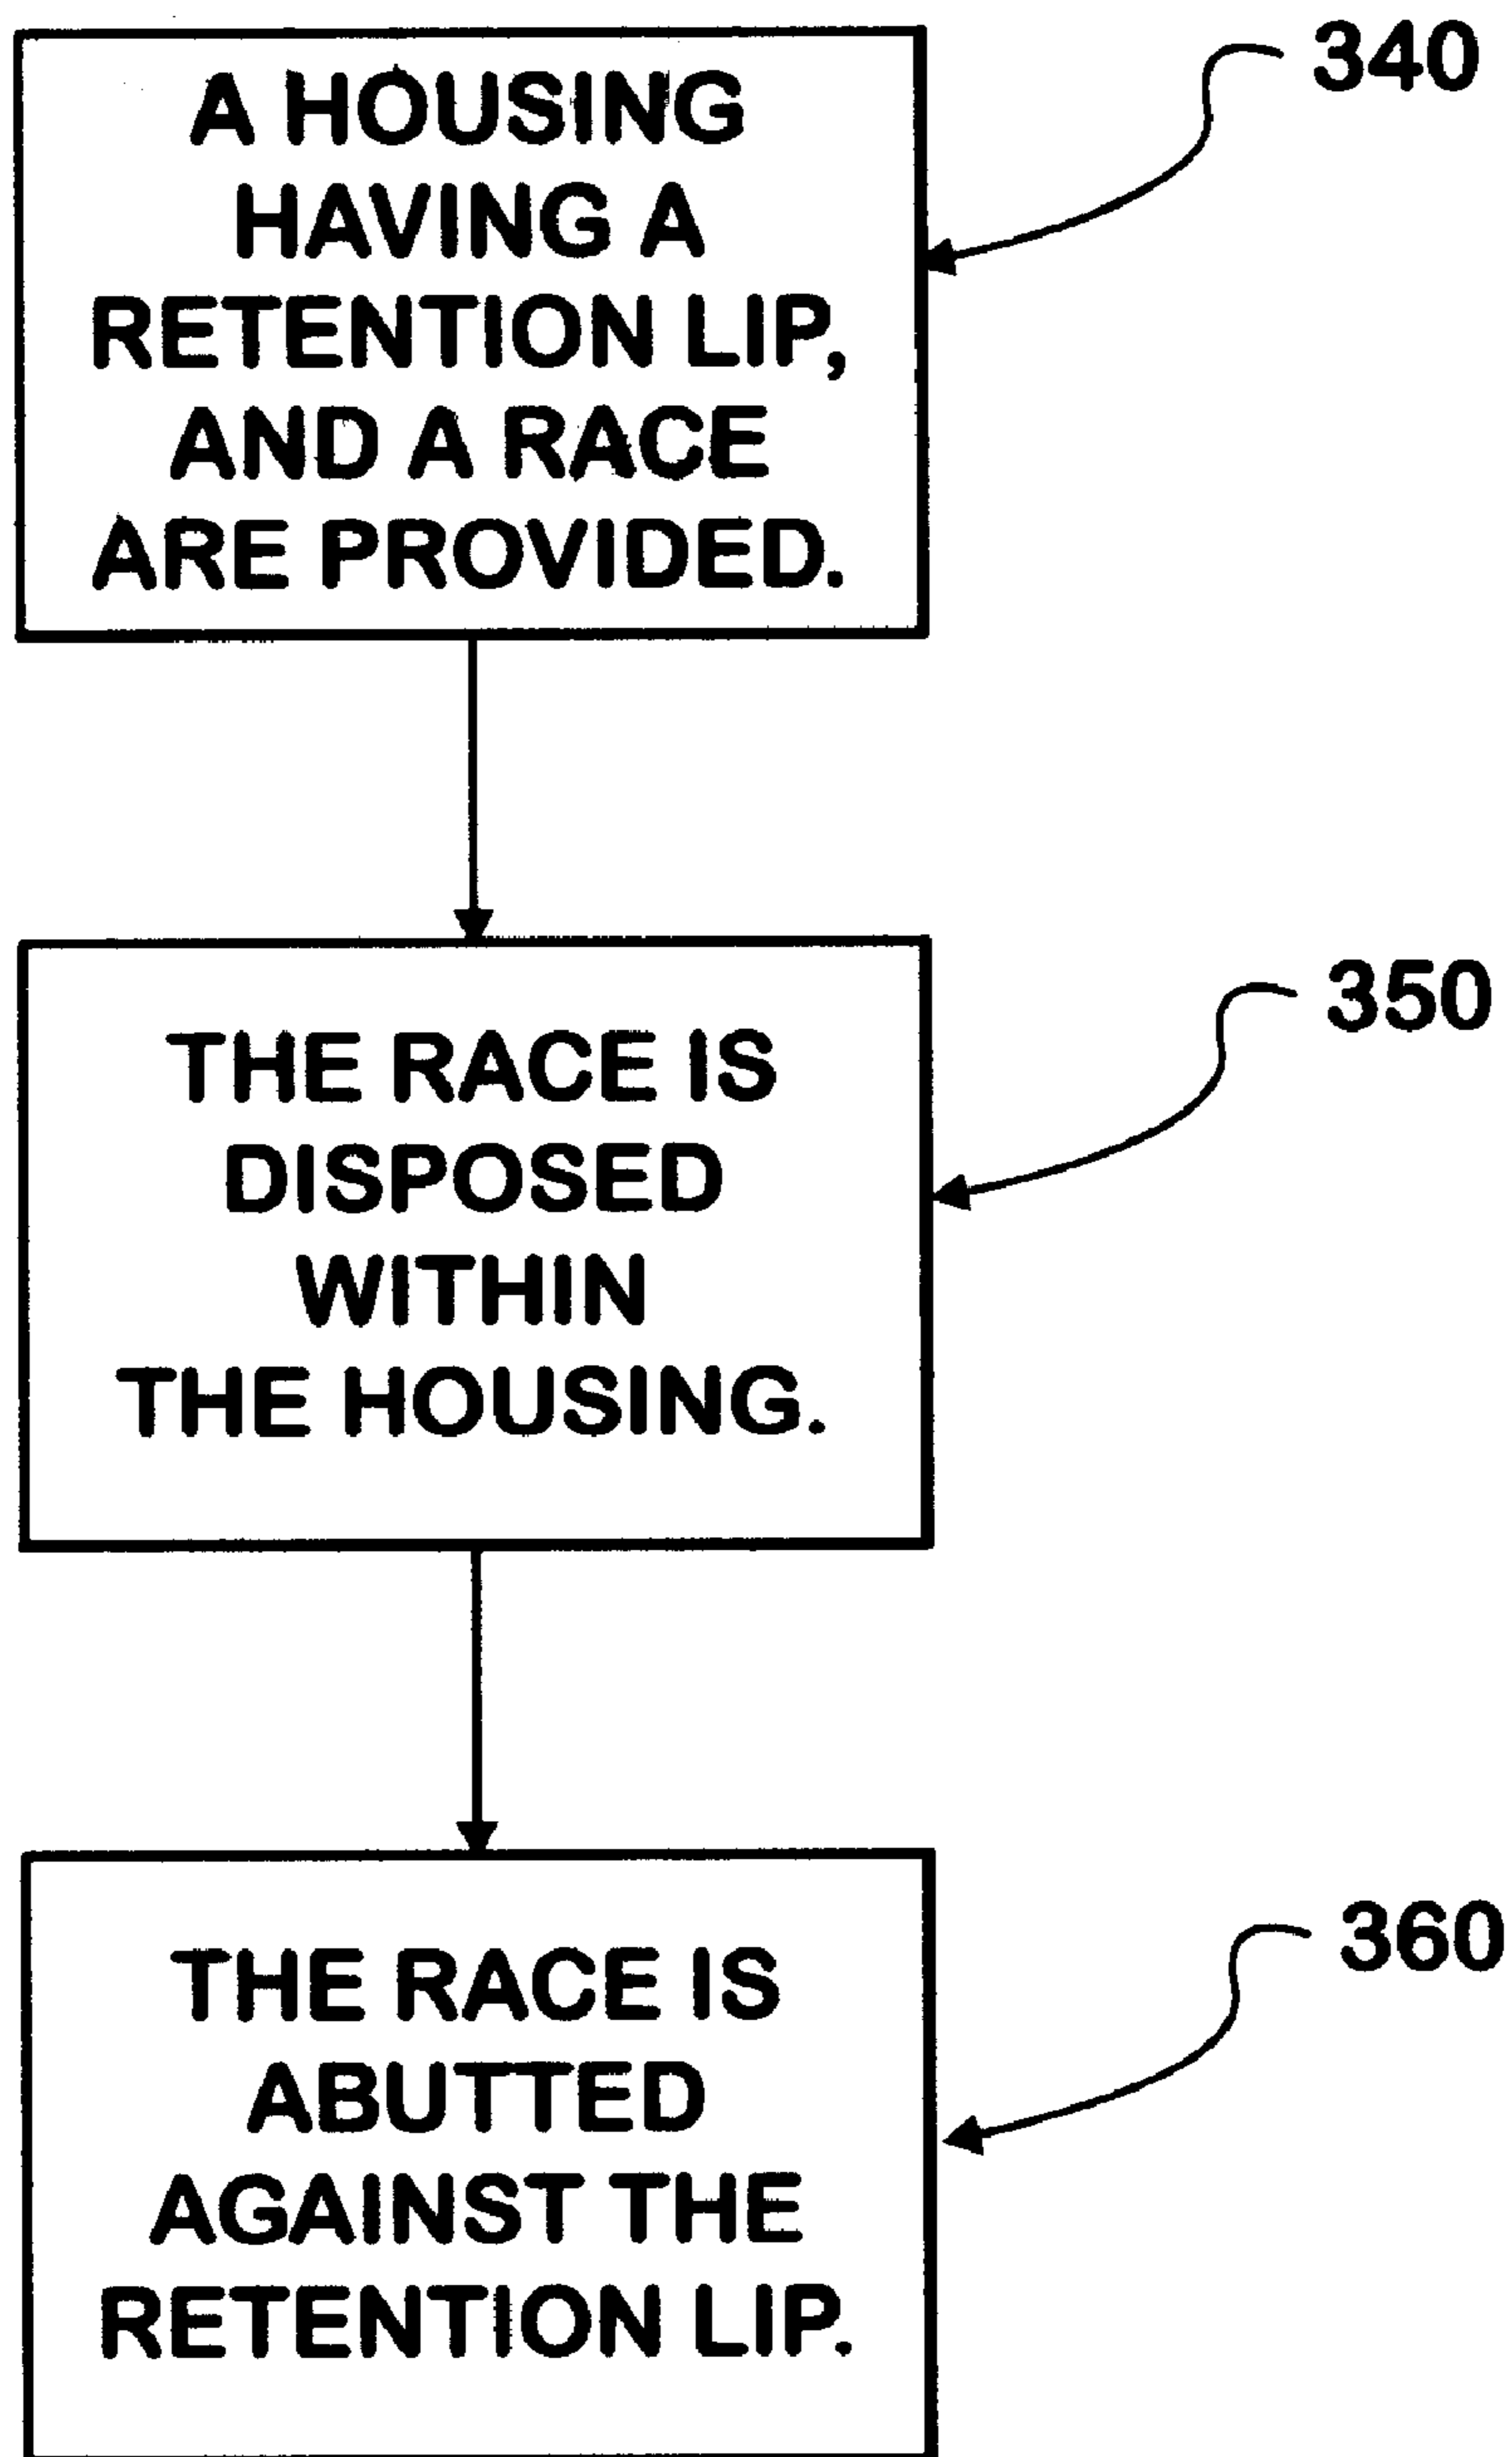 A HOUSING
HAVING A
RETENTION LIP,
AND A RACE
ARE PROVIDED.
340
THE RACE IS
DISPOSED
WITHIN
THE HOUSING.
350
THE RACE IS
ABUTTED
AGAINST THE
RETENTION LIP.
360